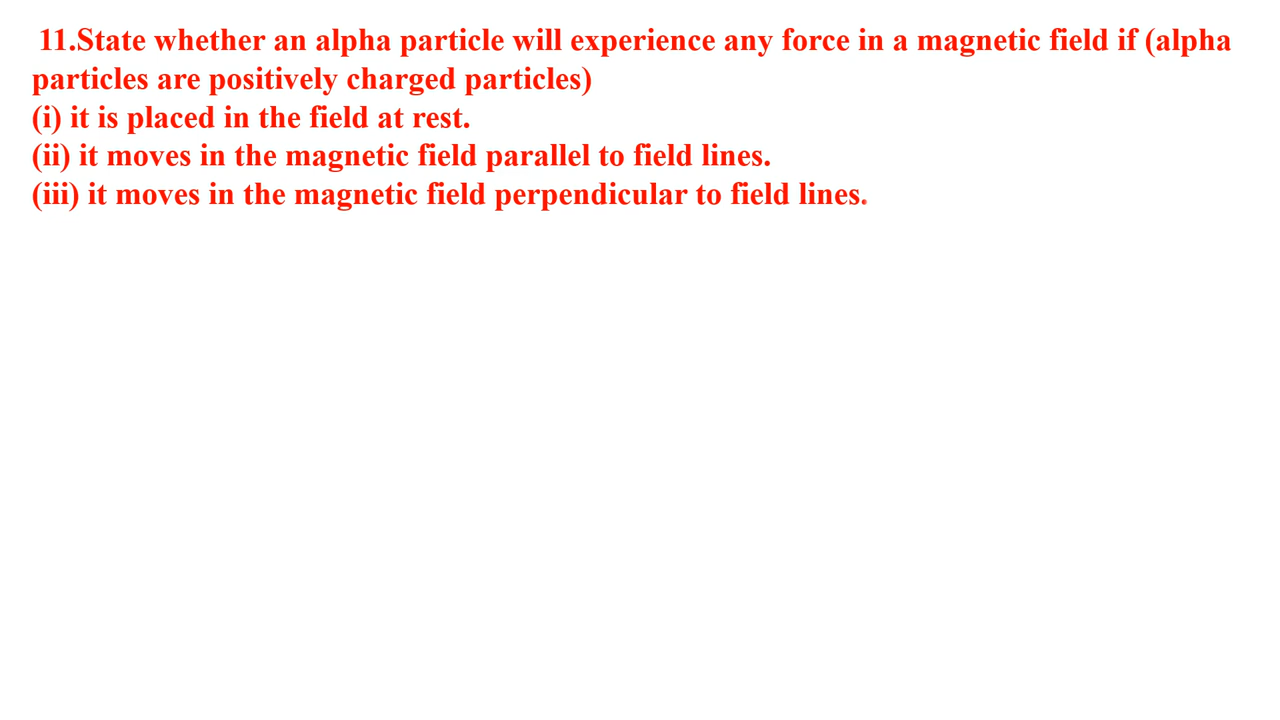 11.State whether an alpha particle will experience any force in a magnetic field if (alpha
particles are positively charged particles)
(i) it is placed in the field at rest.
(ii) it moves in the magnetic field parallel to field lines.
(iii) it moves in the magnetic field perpendicular to field lines.